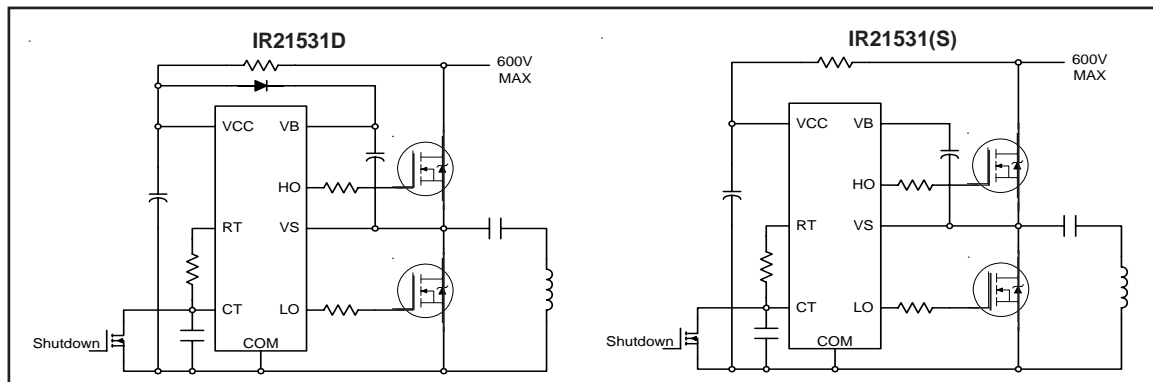 IR21531D
600V
MAX
VCC
VB
HO
RT
VS
CT
LO
COM
Shutdown
IR21531(S)
600V
MAX
VCC
VB
HO
RT
VS
CT
LO
COM
Shutdown